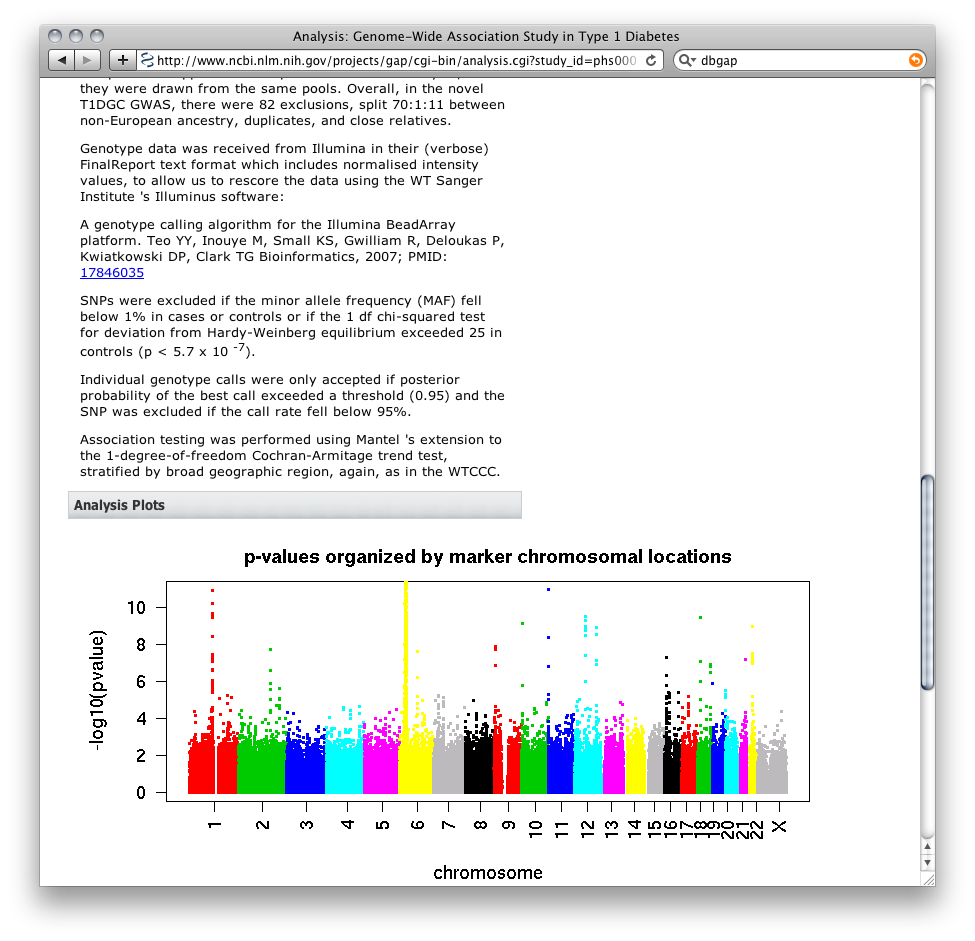 Analysis: Genome-Wide Association Study in Type 1 Diabetes
http://www.ncbi.nlm.nih.gov/projects/gap/cgi-bin/analysis.cgi?study_id=phs000
dbgap
they were drawn from the same pools. Overall, in the novel
T1DGC GWAS, there were 82 exclusions, split 70:1:11 between
non-European ancestry, duplicates, and close relatives.
Genotype data was received from Illumina in their (verbose)
FinalReport text format which includes normalised intensity
values, to allow us to rescore the data using the WT Sanger
Institute 's Illuminus software:
A genotype calling algorithm for the Illumina BeadArray
platform. Teo YY, Inouye M, Small KS, Gwilliam R, Deloukas P,
Kwiatkowski DP, Clark TG Bioinformatics, 2007; PMID:
17846035
SNPs were excluded if the minor allele frequency (MAF) fell
below 1% in cases or controls or if the 1 df chi-squared test
for deviation from Hardy-Weinberg equilibrium exceeded 25 in
controls (p < 5.7 x 10 -7).
Individual genotype calls were only accepted if posterior
probability of the best call exceeded a threshold (0.95) and the
SNP was excluded if the call rate fell below 95%.
Association testing was performed using Mantel 's extension to
the 1-degree-of-freedom Cochran-Armitage trend test,
stratified by broad geographic region, again, as in the WTCCC.
Analysis Plots
p-values organized by marker chromosomal locations
-log10(pvalue)
10
8
6
4
2
0
1 2 3 4 5 6 7 8 9 10 11 12 13 14 15 16 17 18 19 20 21 22 X
chromosome